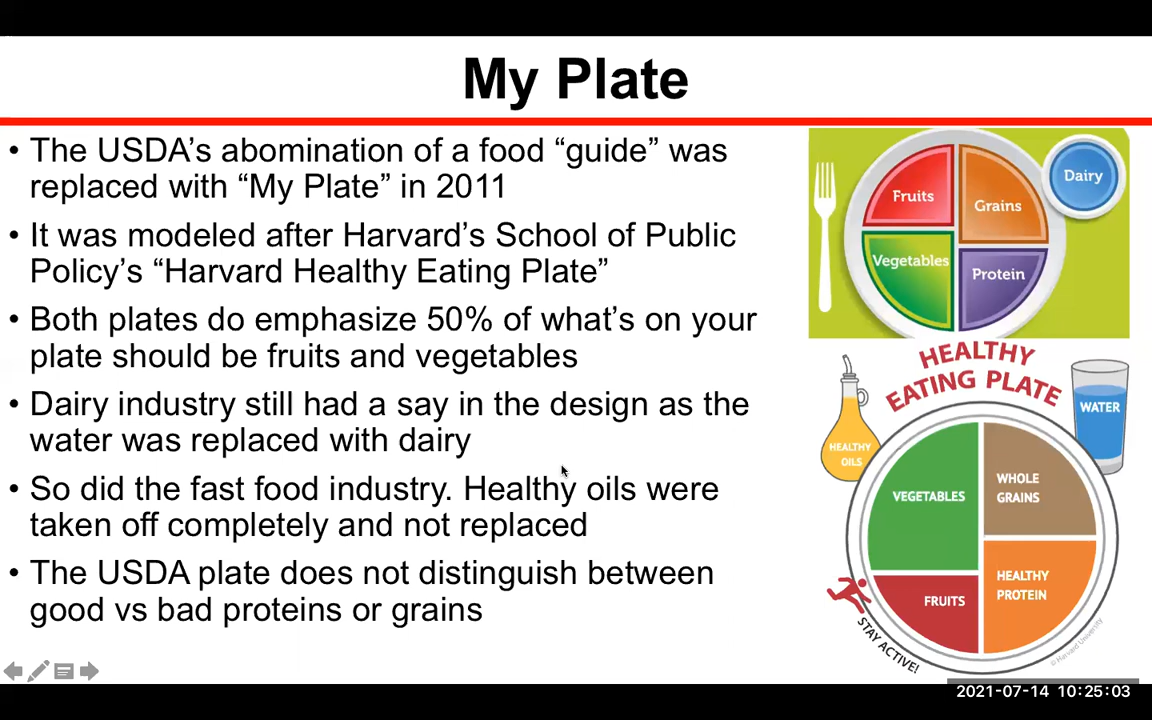 My Plate
• The USDA's abomination of a food “guide” was
replaced with “My Plate” in 2011
• It was modeled after Harvard's School of Public
Policy's “Harvard Healthy Eating Plate”
• Both plates do emphasize 50% of what's on your
plate should be fruits and vegetables
• Dairy industry still had a say in the design as the
water was replaced with dairy
• So did the fast food industry. Healthy oils were
taken off completely and not replaced
• The USDA plate does not distinguish between
good vs bad proteins or grains
Dairy
Fruits
Grains
Vegetables
Protein
HEALTHY
EATING PLATE
WATER
HEALTHY
OILS
VEGETABLES
WHOLE
GRAINS
HEALTHY
PROTEIN
FRUITS
STAY ACTIVE!
© Harvard University
2021-07-14 10:25:03